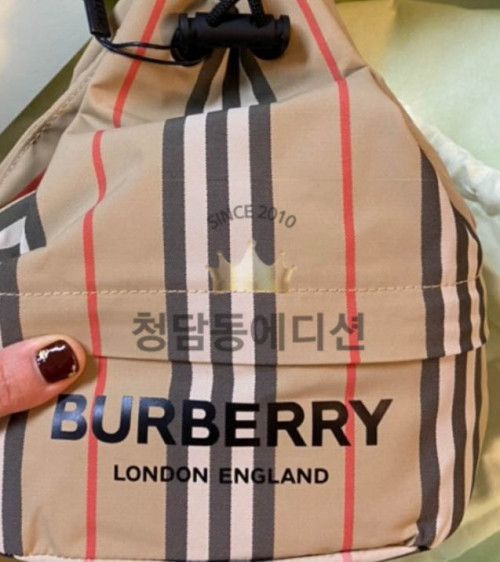 SINCE 2010
청담동에디션
BURBERRY
LONDON ENGLAND